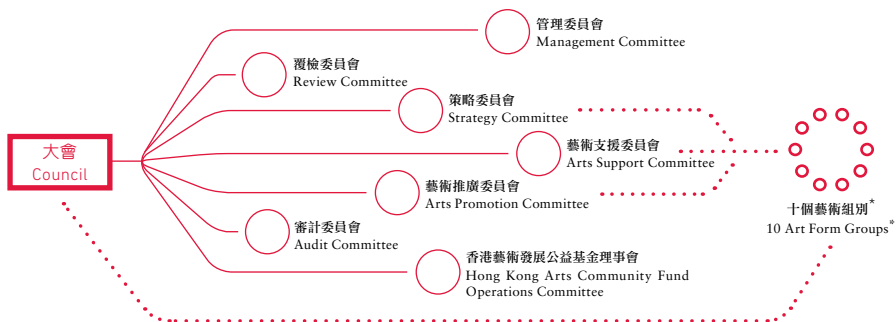 管理委員會
Management Committee
覆檢委員會
Review Committee
策略委員會
Strategy Committee
大會
Council
藝術支援委員會
Arts Support Committee
藝術推廣委員會
Arts Promotion Committee
十個藝術組別*
10 Art Form Groups*
審計委員會
Audit Committee
香港藝術發展公益基金理事會
Hong Kong Arts Community Fund
Operations Committee